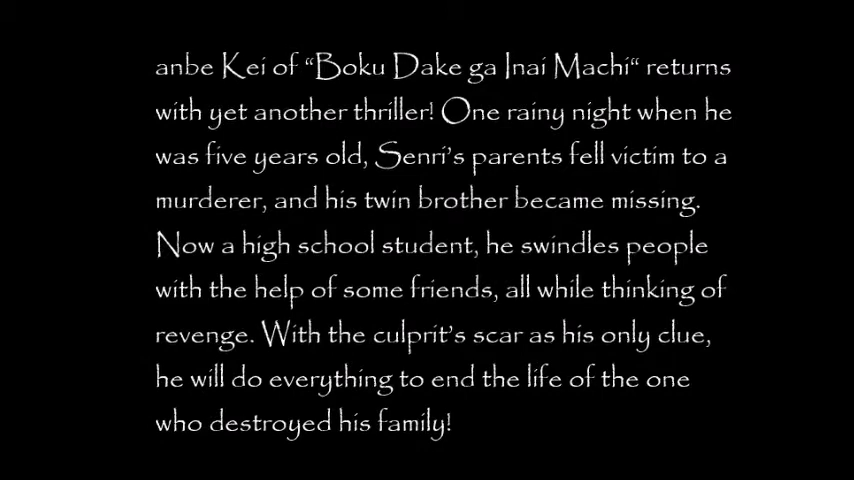 anbe Kei of “Boku Dake ga Inai Machi“ returns
with yet another thriller! One rainy night when he
was five years old, Senri's parents fell victim to a
murderer, and his twin brother became missing.
Now a high school student, he swindles people
with the help of some friends, all while thinking of
revenge. With the culprit's scar as his only clue,
he will do everything to end the life of the one
who destroyed his family!